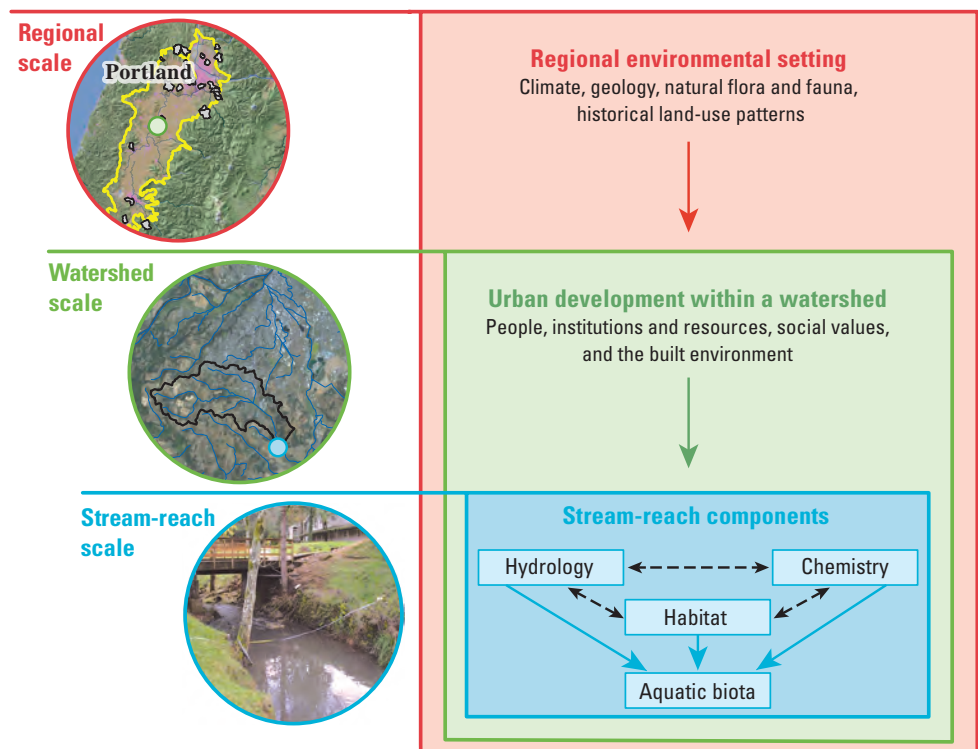 Regional
scale
Portland
Regional environmental setting
Climate, geology, natural flora and fauna,
historical land-use patterns
Watershed
scale
Urban development within a watershed
People, institutions and resources, social values,
and the built environment
Stream-reach
scale
Stream-reach components
Hydrology
Chemistry
Habitat
Aquatic biota